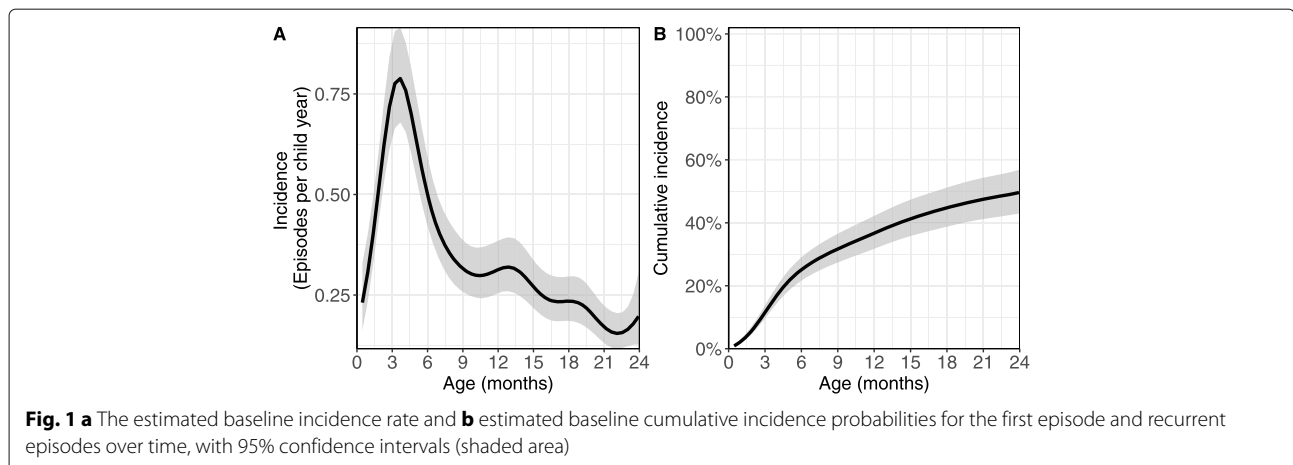 A
Incidence
(Episodes per child year)
0.75
0.50
0.25
0 3 6 9 12 15 18 21 24
Age (months)
B
Cumulative incidence
100%
80%
60%
40%
20%
0%
0 3 6 9 12 15 18 21 24
Age (months)
Fig. 1 a The estimated baseline incidence rate and b estimated baseline cumulative incidence probabilities for the first episode and recurrent
episodes over time, with 95% confidence intervals (shaded area)